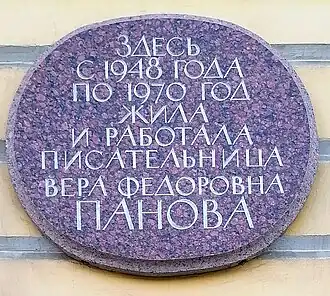 ЗДЕСЬ
С 1948 ГОДА
ПО 1970 ГОД
ЖИЛА
И РАБОТАЛА
ПИСАТЕЛЬНИЦА
ВЕРА ФЕДОРОВНА
ПАНОВА